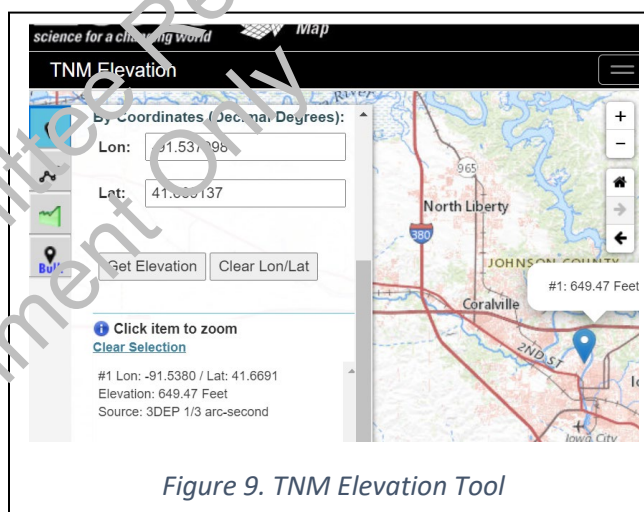 science for a changing world
Map
TNM Elevation
By Coordinates (Decimal Degrees):
Lon:
Lat:
Get Elevation
Clear Lon/Lat
Click item to zoom
Clear Selection
#1 Lon: -91.5380 / Lat: 41.6691
Elevation: 649.47 Feet
Source: 3DEP 1/3 arc-second
Bulk
River
965
North Liberty
380
JOHNSON COUNTY
#1: 649.47 Feet
Coralville
2ND ST
Iowa City
+
−
Only
Figure 9. TNM Elevation Tool